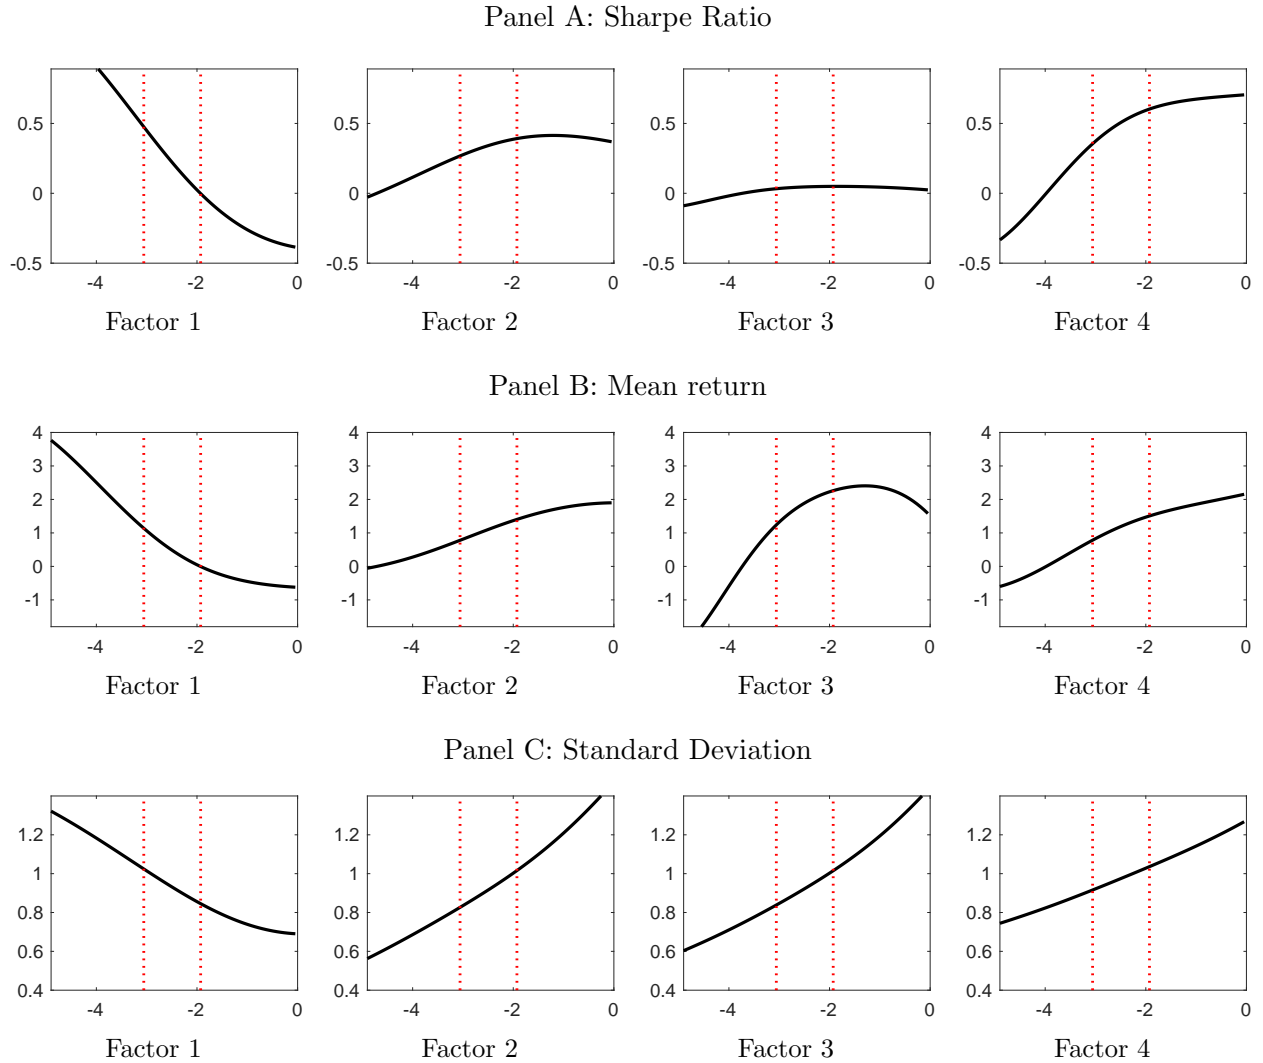 Panel A: Sharpe Ratio
0.5 0.5 0.5 0.5
0 0 0 0
-0.5 -0.5 -0.5 -0.5
-4 -2 0 -4 -2 0 -4 -2 0 -4 -2 0
Factor 1 Factor 2 Factor 3 Factor 4
Panel B: Mean return
4 4 4 4
3 3 3 3
2 2 2 2
1 1 1 1
0 0 0 0
-1 -1 -1 -1
-4 -2 0 -4 -2 0 -4 -2 0 -4 -2 0
Factor 1 Factor 2 Factor 3 Factor 4
Panel C: Standard Deviation
1.2 1.2 1.2 1.2
1 1 1 1
0.8 0.8 0.8 0.8
0.6 0.6 0.6 0.6
0.4 0.4 0.4 0.4
-4 -2 0 -4 -2 0 -4 -2 0 -4 -2 0
Factor 1 Factor 2 Factor 3 Factor 4